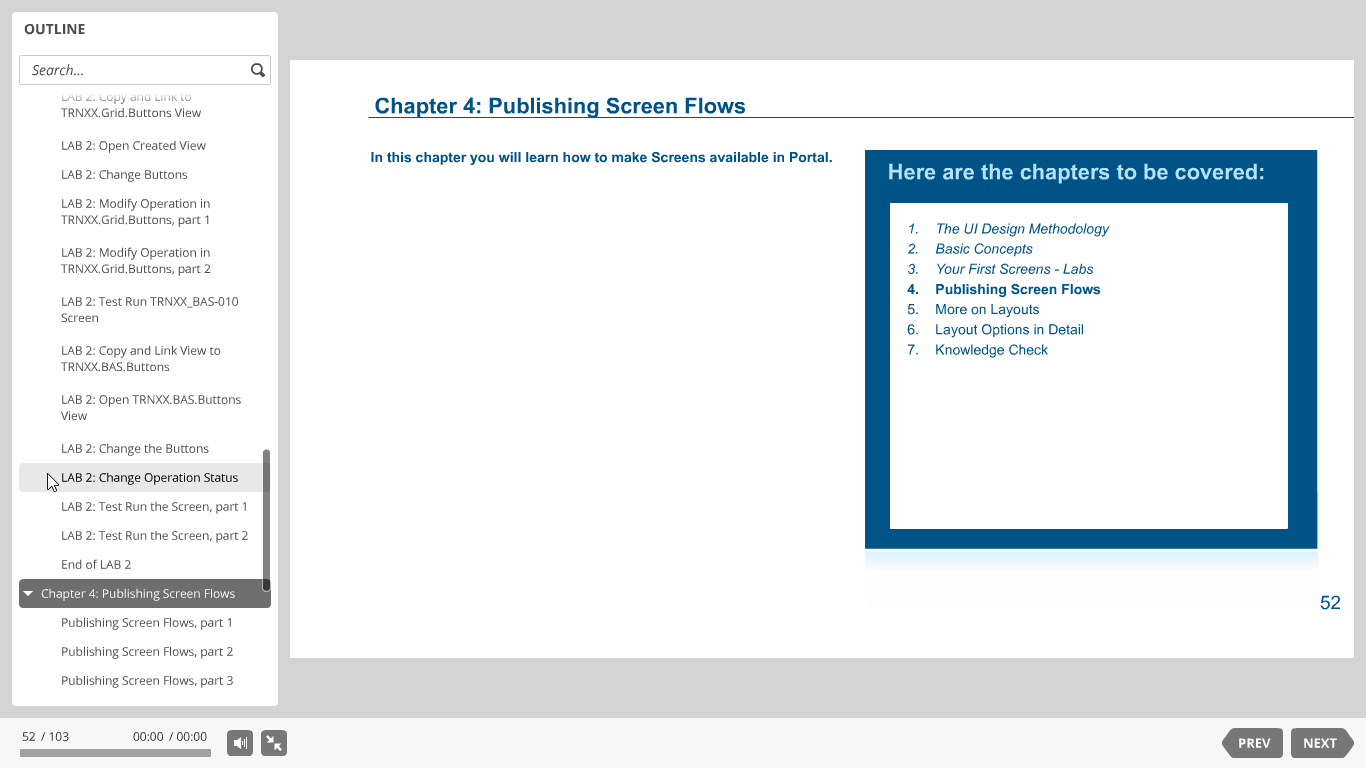 OUTLINE
Search...
LAB 2: Copy and Link to
TRNXX.Grid.Buttons View
LAB 2: Open Created View
LAB 2: Change Buttons
LAB 2: Modify Operation in
TRNXX.Grid.Buttons, part 1
LAB 2: Modify Operation in
TRNXX.Grid.Buttons, part 2
LAB 2: Test Run TRNXX_BAS-010
Screen
LAB 2: Copy and Link View to
TRNXX.BAS.Buttons
LAB 2: Open TRNXX.BAS.Buttons
View
LAB 2: Change the Buttons
LAB 2: Change Operation Status
LAB 2: Test Run the Screen, part 1
LAB 2: Test Run the Screen, part 2
End of LAB 2
Chapter 4: Publishing Screen Flows
Publishing Screen Flows, part 1
Publishing Screen Flows, part 2
Publishing Screen Flows, part 3
Chapter 4: Publishing Screen Flows
In this chapter you will learn how to make Screens available in Portal.
Here are the chapters to be covered:
1. The UI Design Methodology
2. Basic Concepts
3. Your First Screens - Labs
4. Publishing Screen Flows
5. More on Layouts
6. Layout Options in Detail
7. Knowledge Check
52
52 / 103
00:00 / 00:00
PREV
NEXT